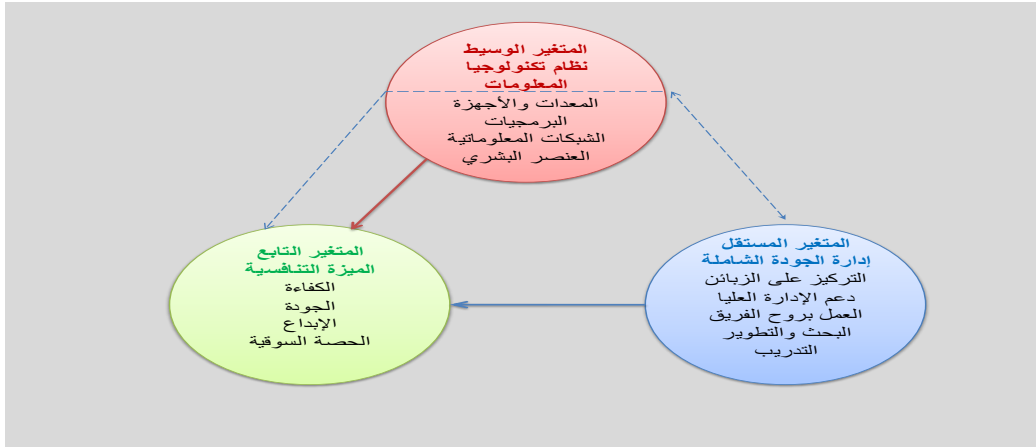 المتغير الوسيط
نظام تكنولوجيا
المعلومات
المعدات والأجهزة
البرمجيات
الشبكات المعلوماتية
العنصر البشري
المتغير المستقل
إدارة الجودة الشاملة
التركيز على الزبائن
دعم الإدارة العليا
العمل بروح الفريق
البحث والتطوير
التدريب
المتغير التابع
الميزة التنافسية
الكفاءة
الجودة
الإبداع
الحصة السوقية